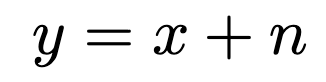 y = x + n